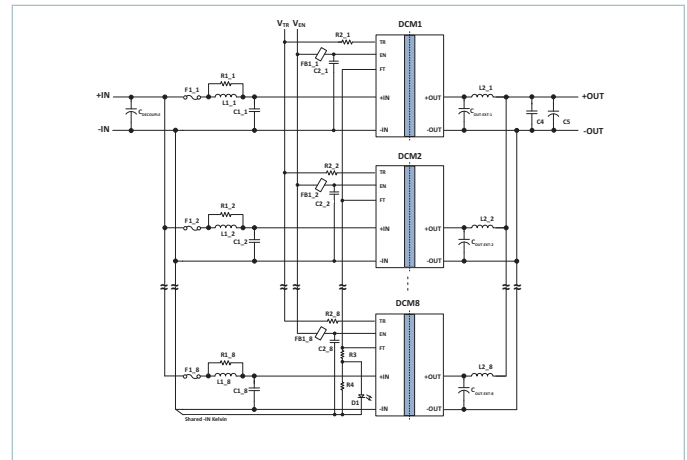 VTR VEN
DCM1
R2_1
TR
EN
FT
FB1_1
C2_1
R1_1
F1_1
L1_1
C1_1
+IN
-IN
CDECOUPLE
+IN
-IN
+OUT
-OUT
L2_1
COUT-EXT-1
C4
C5
+OUT
-OUT
DCM2
R2_2
TR
EN
FT
FB1_2
C2_2
R1_2
F1_2
L1_2
C1_2
+IN
-IN
+OUT
-OUT
L2_2
COUT-EXT-2
DCM8
R2_8
TR
EN
FT
FB1_8
C2_8
R3
R1_8
F1_8
L1_8
C1_8
R4
D1
+IN
-IN
+OUT
-OUT
L2_8
COUT-EXT-8
Shared -IN Kelvin